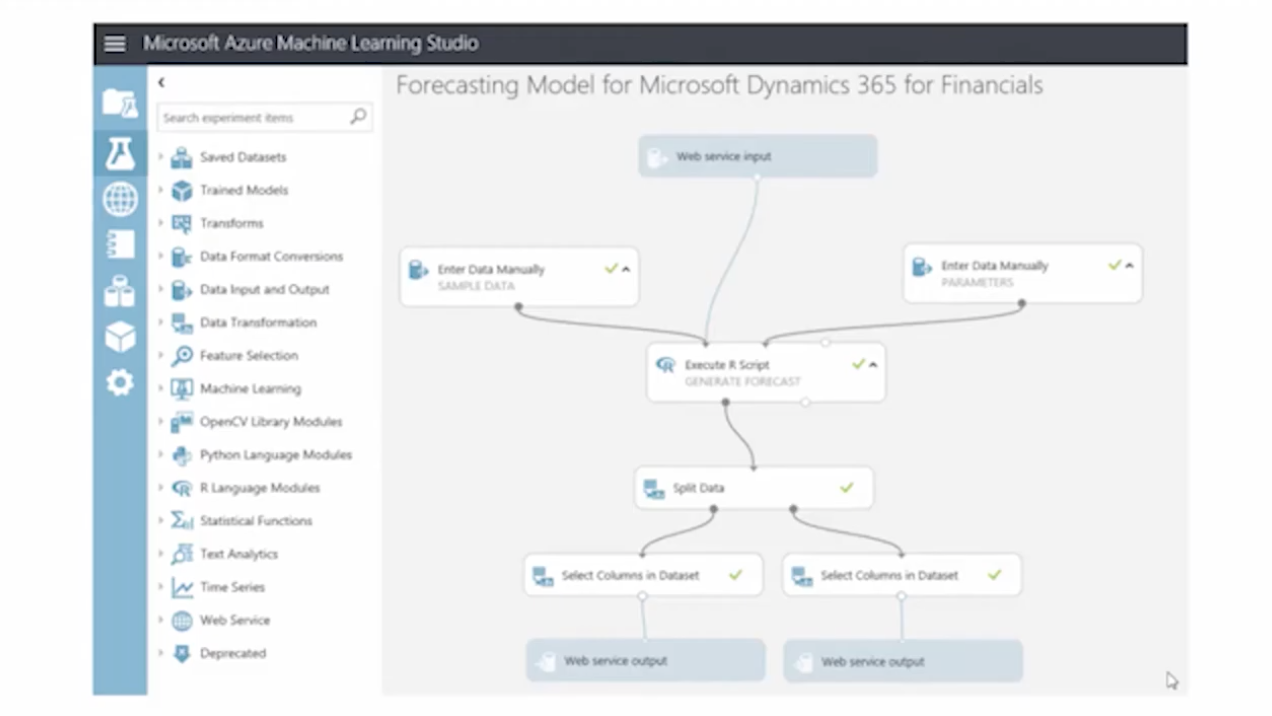 Microsoft Azure Machine Learning Studio
Forecasting Model for Microsoft Dynamics 365 for Financials
Search experiment items
Saved Datasets
Trained Models
Transforms
Data Format Conversions
Data Input and Output
Data Transformation
Feature Selection
Machine Learning
OpenCV Library Modules
Python Language Modules
R Language Modules
Statistical Functions
Text Analytics
Time Series
Web Service
Deprecated
Web service input
Enter Data Manually
SAMPLE DATA
Enter Data Manually
PARAMETERS
Execute R Script
GENERATE FORECAST
Split Data
Select Columns in Dataset
Select Columns in Dataset
Web service output
Web service output